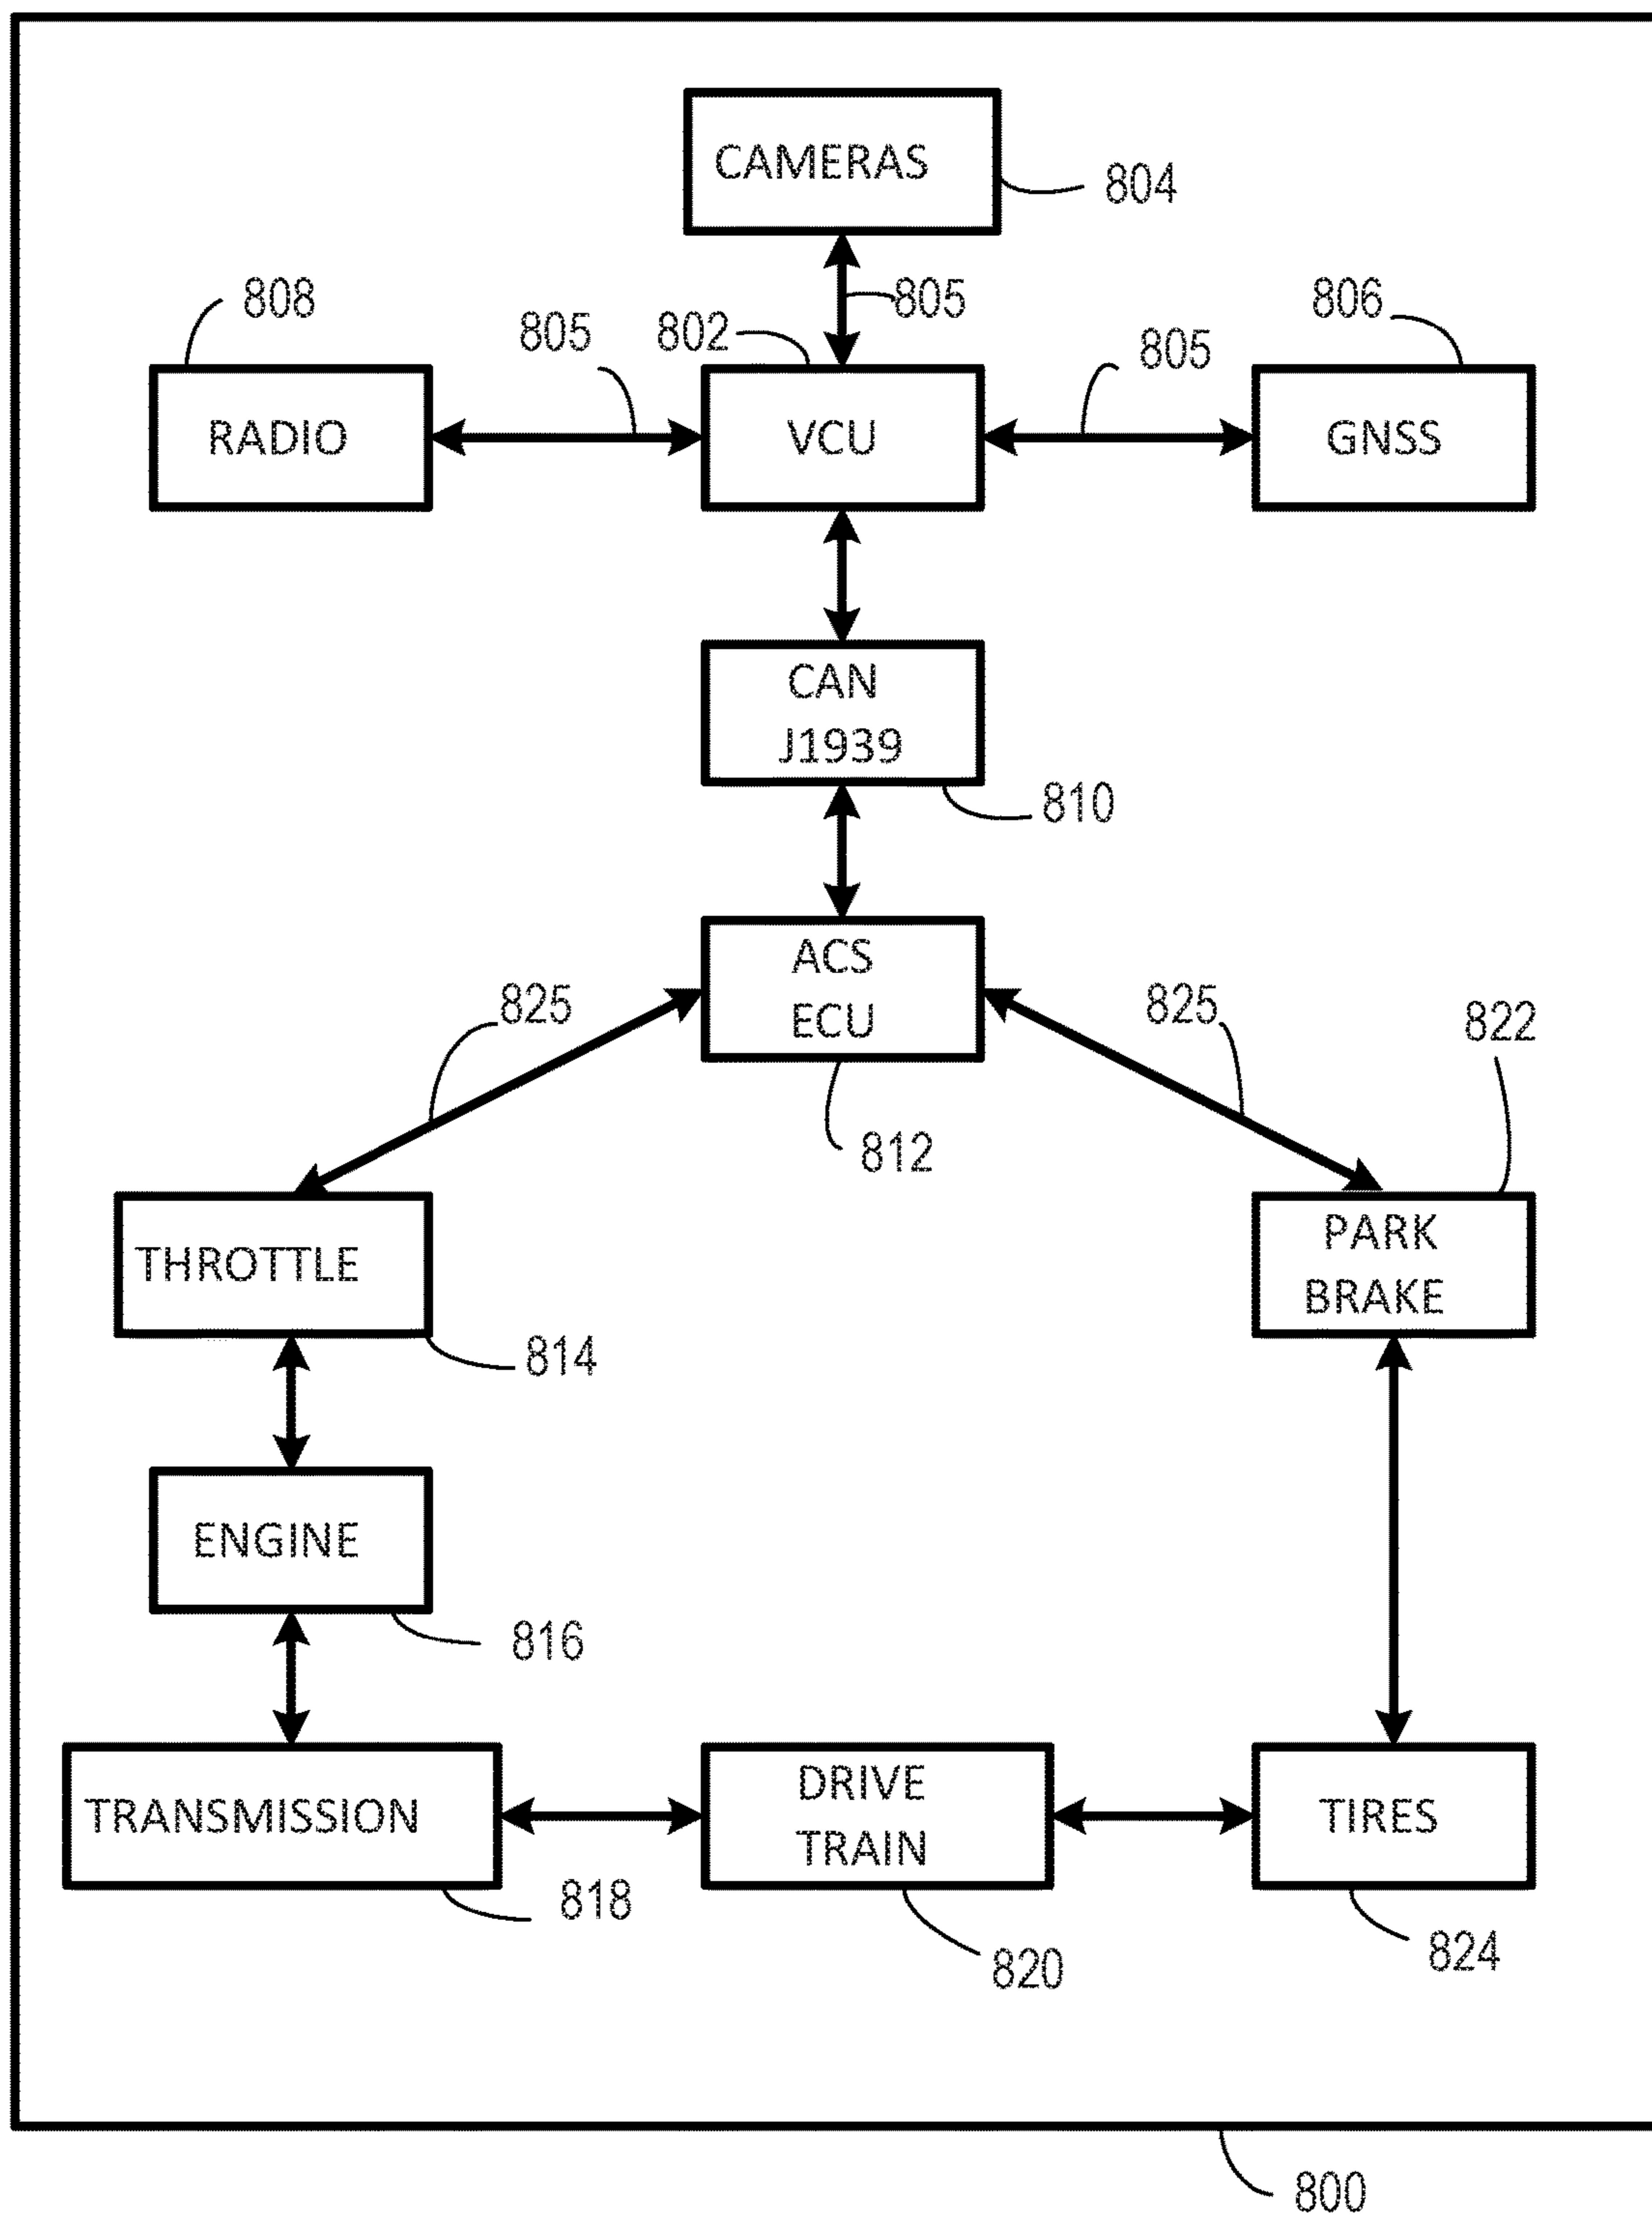 CAMERAS
804
805
808
805
802
805
806
RADIO
VCU
GNSS
CAN
J1939
810
ACS
ECU
825
825
822
812
THROTTLE
PARK
BRAKE
814
ENGINE
816
TRANSMISSION
DRIVE
TRAIN
TIRES
818
820
824
800